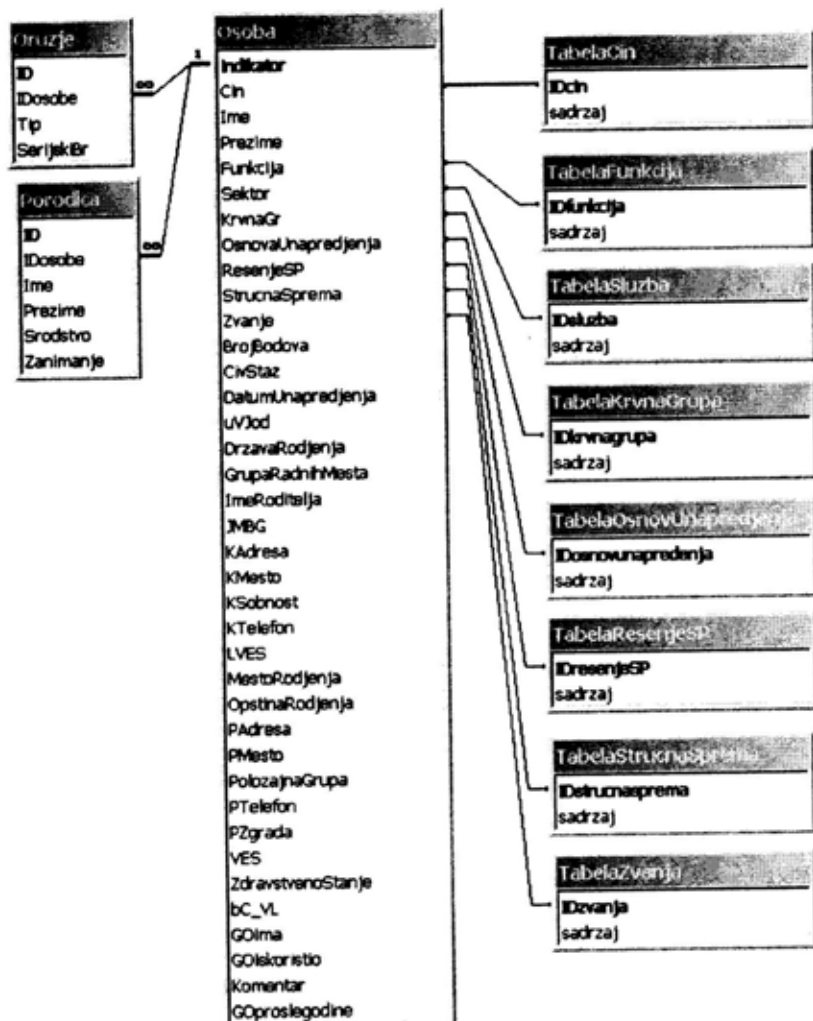 Oruzje
ID
IDosobe
Tip
SerijskiBr
∞
1
Porodica
ID
IDosobe
Ime
Prezime
Srodstvo
Zanimanje
∞
Osoba
Indikator
Cin
Ime
Prezime
Funkcija
Sektor
KrvnaGr
OsnovaUnapredjenja
ResenjeSP
StrucnaSprema
Zvanje
BrojBodova
CivStaz
DatumUnapredjenja
uVJod
DrzavaRodjenja
GrupaRadnihMesta
ImeRoditelja
JMBG
KAdresa
KMesto
KSobnost
KTelefon
LVES
MestoRodjenja
OpstinaRodjenja
PAdresa
PMesto
PolozajnaGrupa
PTelefon
PZgrada
VES
ZdravstvenoStanje
bC_VL
GOIma
GOIskoristio
Komentar
GOproslegodine
TabelaCin
IDcin
sadrzaj
TabelaFunkcija
IDfunkcija
sadrzaj
TabelaSluzba
IDsluzba
sadrzaj
TabelaKrvnaGrupa
IDkrvnagrupa
sadrzaj
TabelaOsnovUnapredjenja
IDosnovunapredenja
sadrzaj
TabelaResenjeSP
IDresenjeSP
sadrzaj
TabelaStrucnaSprema
IDstrucnasprema
sadrzaj
TabelaZvanja
IDzvanja
sadrzaj